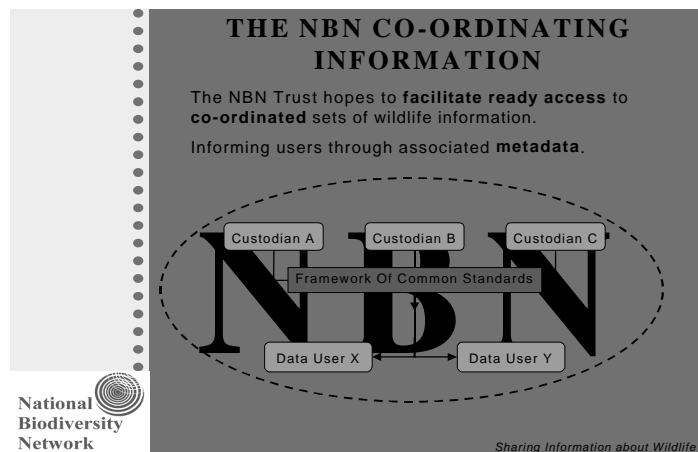 THE NBN CO-ORDINATING
INFORMATION
The NBN Trust hopes to facilitate ready access to
co-ordinated sets of wildlife information.
Informing users through associated metadata.
NBN
Custodian A
Custodian B
Custodian C
Framework Of Common Standards
Data User X
Data User Y
National
Biodiversity
Network
Sharing Information about Wildlife